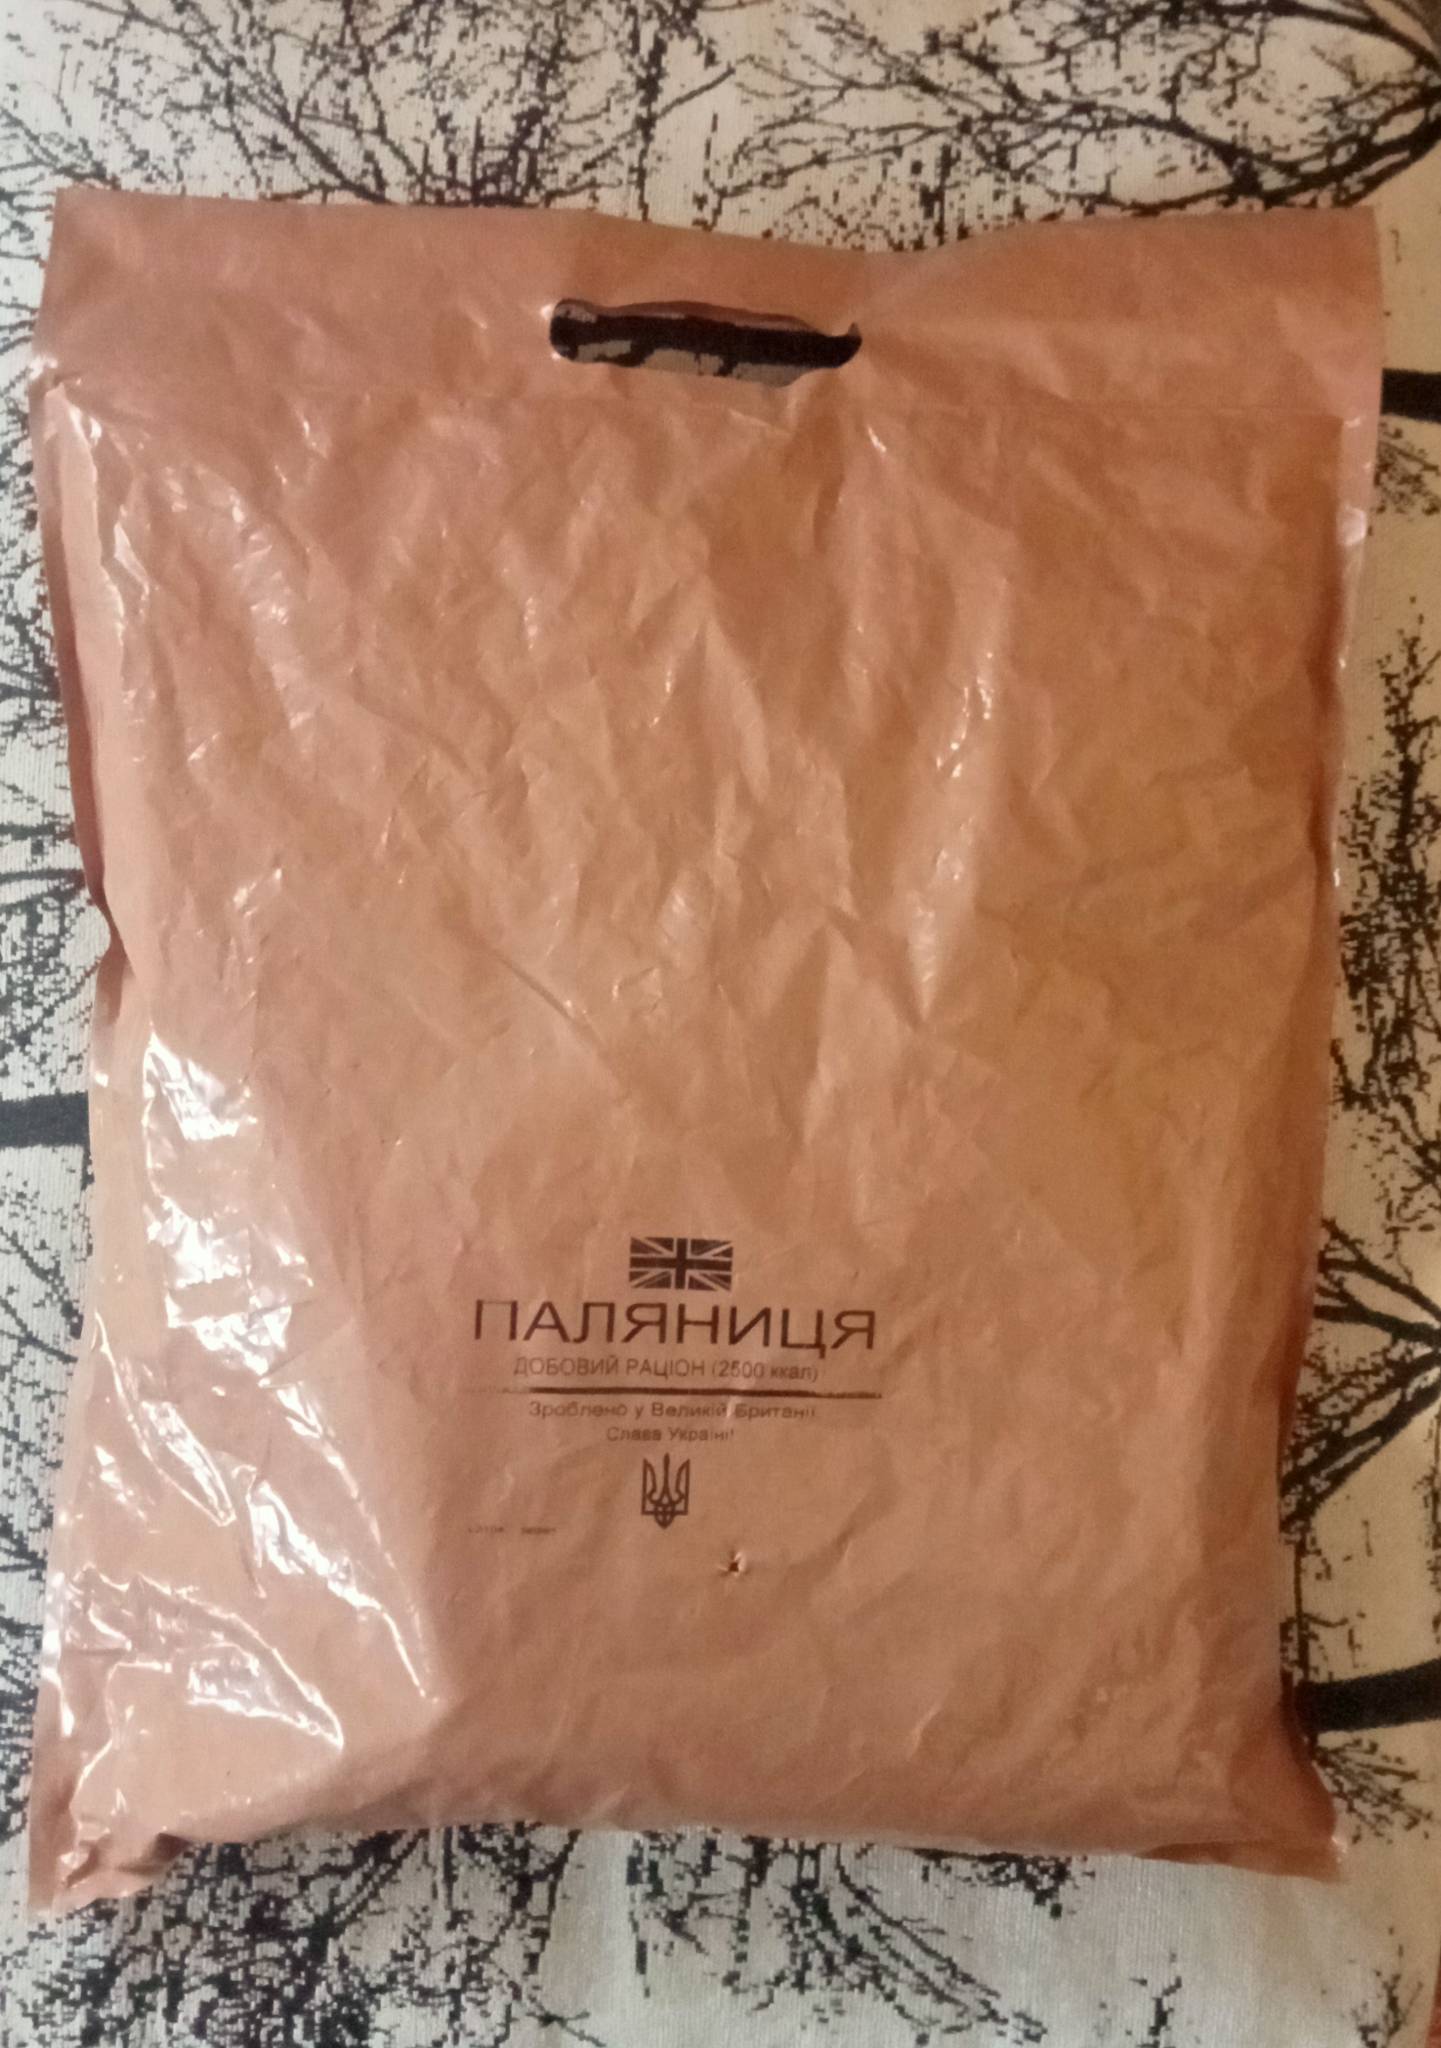 ПАЛЯНИЦЯ
ДОБОВИЙ РАЦІОН (2500 ккал)
Зроблено у Великій Британії
Слава Україні!